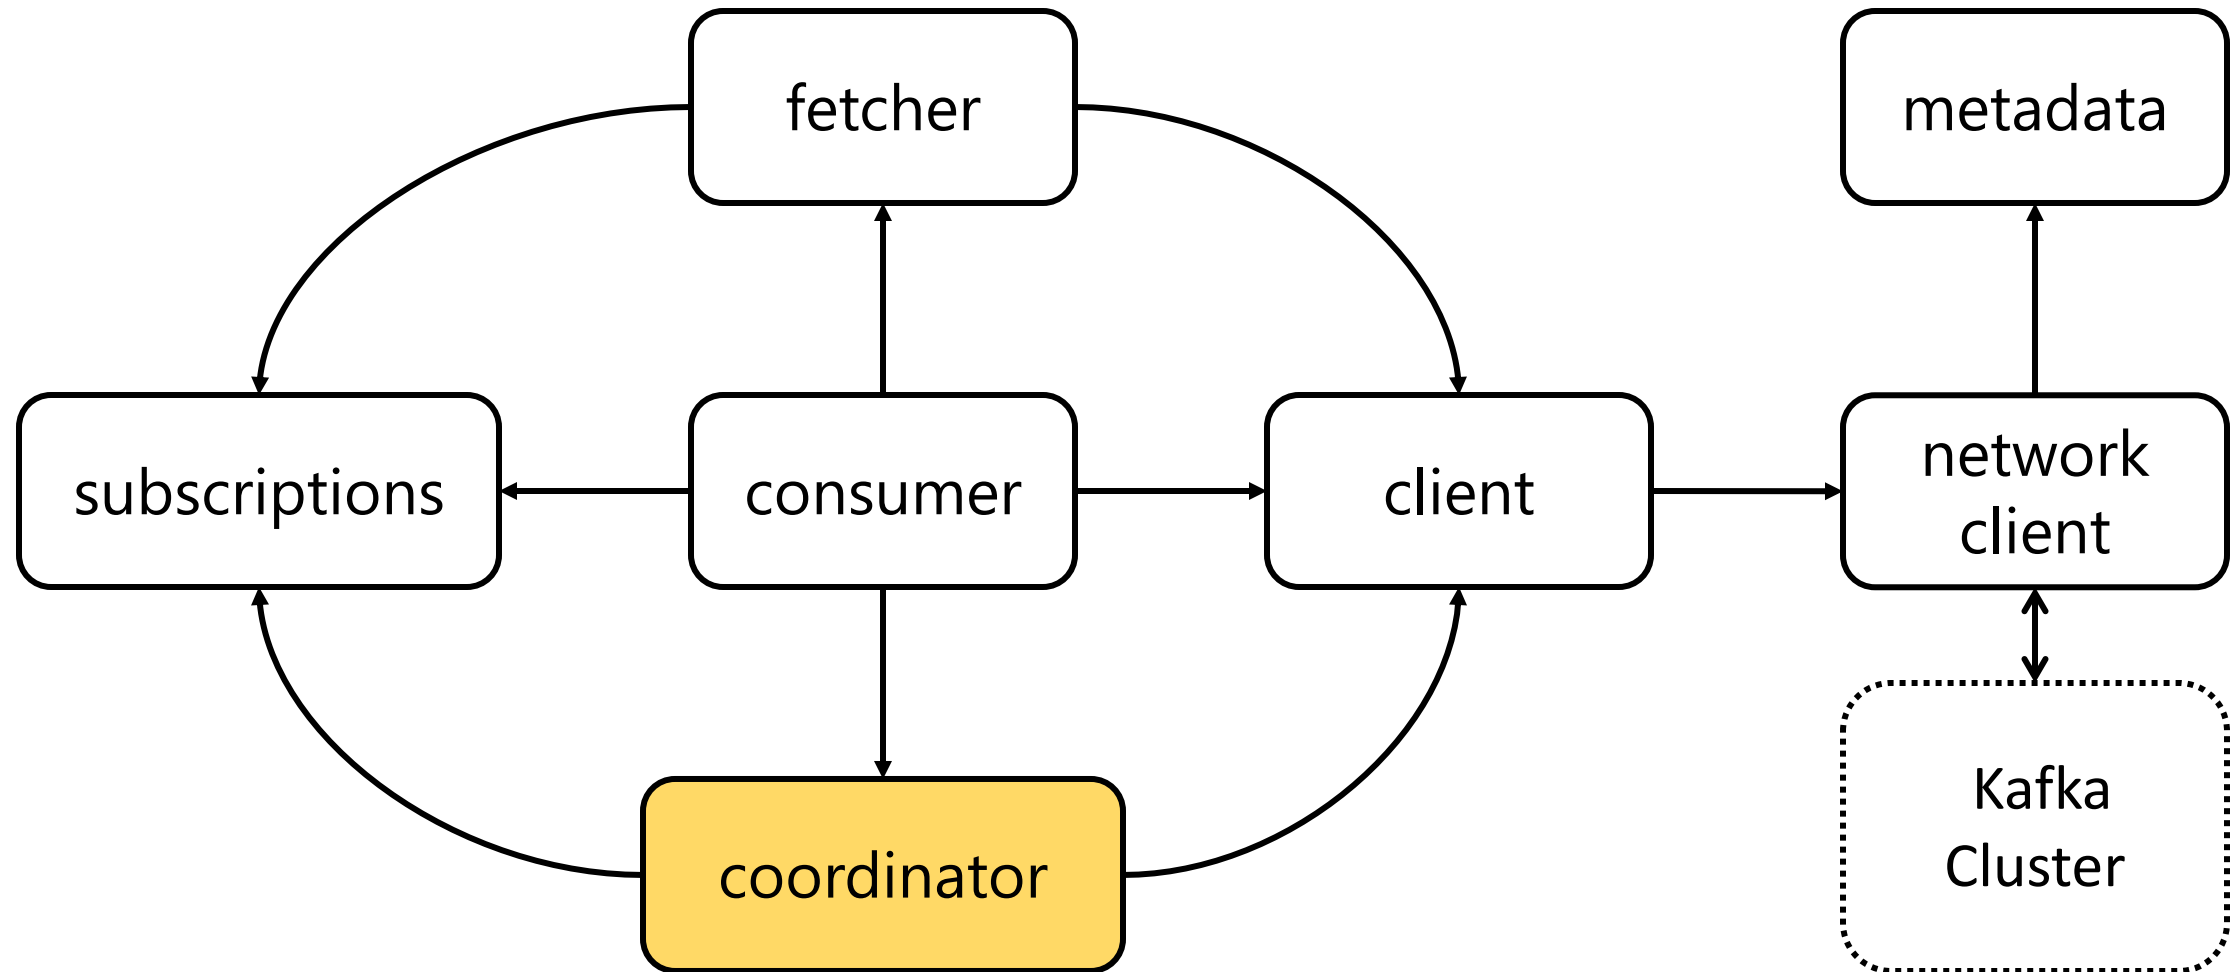 fetcher
metadata
subscriptions
consumer
client
network
client
coordinator
Kafka
Cluster